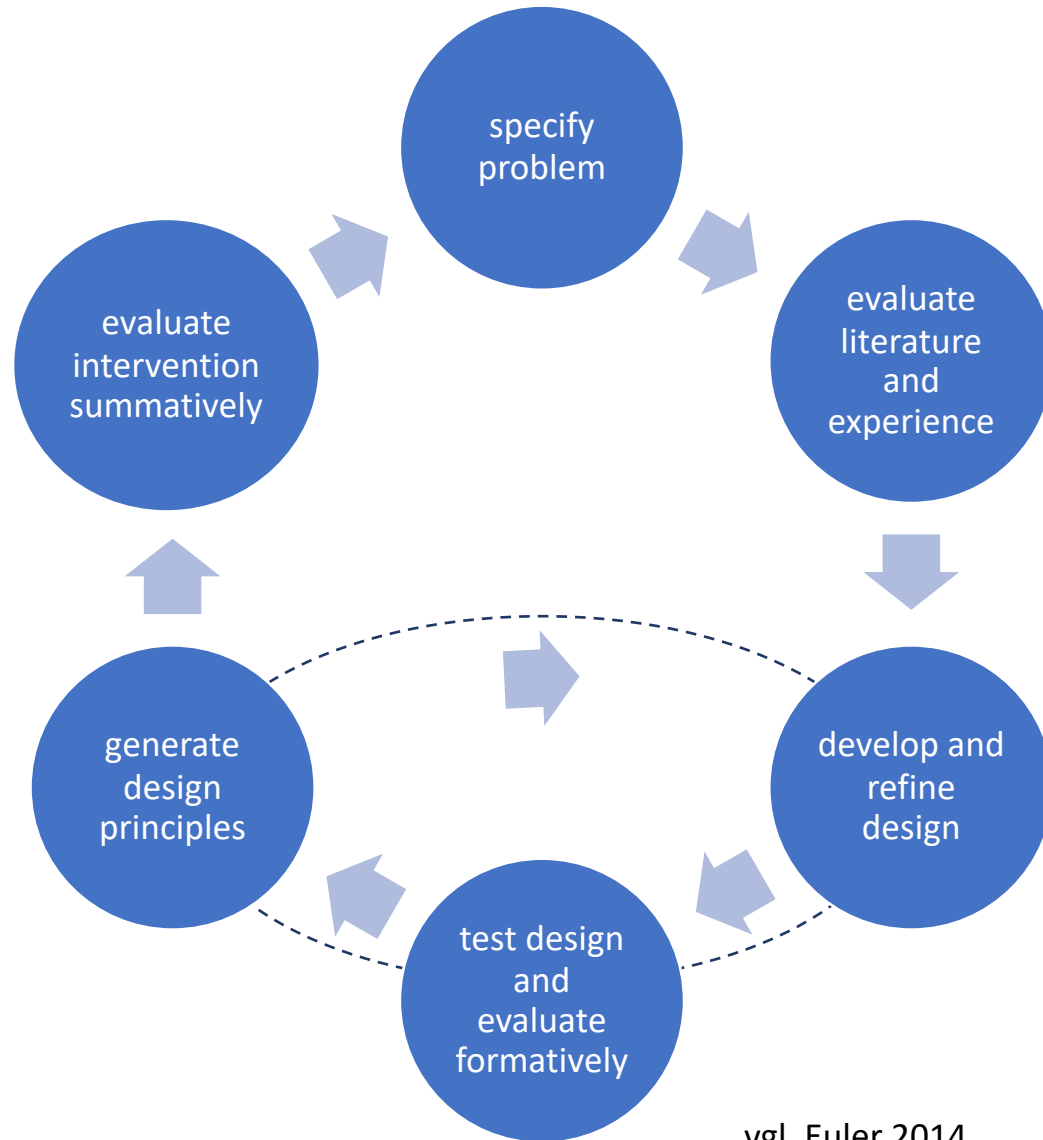 specify
problem
evaluate
literature
and
experience
develop and
refine
design
test design
and
evaluate
formatively
generate
design
principles
evaluate
intervention
summatively
vgl. Euler 2014